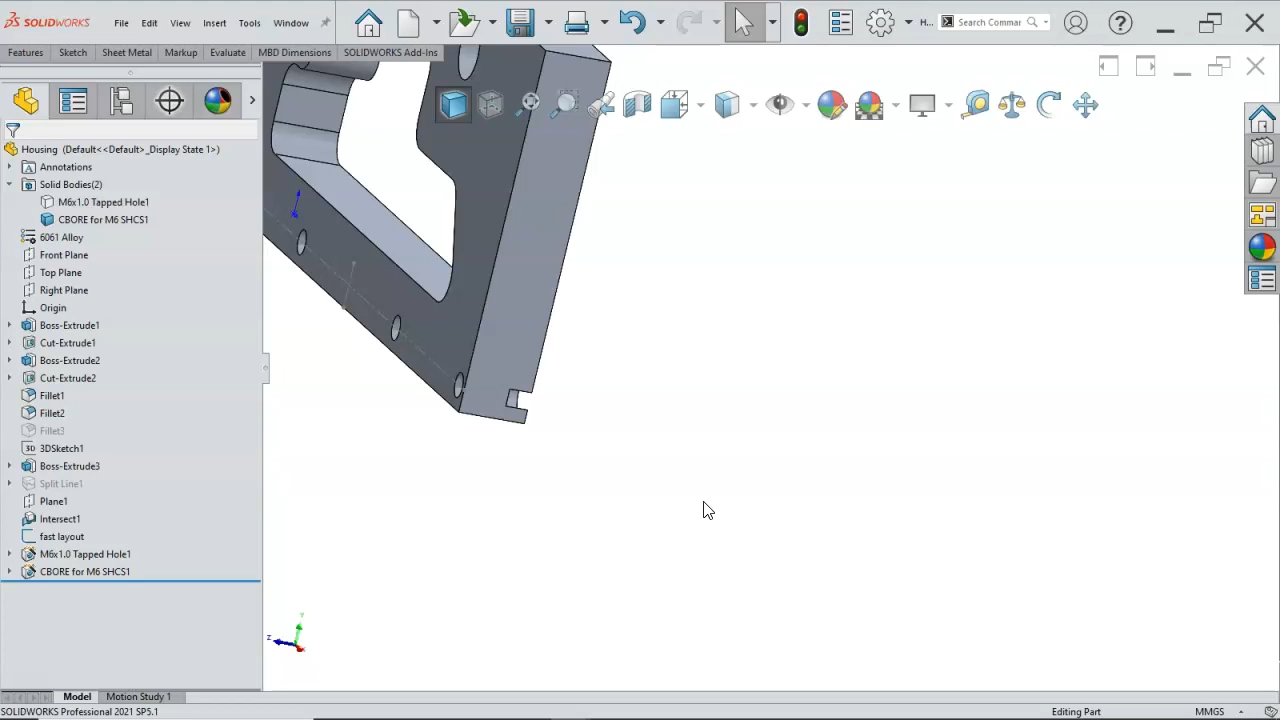 SOLIDWORKS File Edit View Insert Tools Window H... Search Commar
Features Sketch Sheet Metal Markup Evaluate MBD Dimensions SOLIDWORKS Add-Ins
Housing (Default<<Default>_Display State 1>)
Annotations
Solid Bodies(2)
M6x1.0 Tapped Hole1
CBORE for M6 SHCS1
6061 Alloy
Front Plane
Top Plane
Right Plane
Origin
Boss-Extrude1
Cut-Extrude1
Boss-Extrude2
Cut-Extrude2
Fillet1
Fillet2
Fillet3
3D 3DSketch1
Boss-Extrude3
Split Line1
Plane1
Intersect1
fast layout
M6x1.0 Tapped Hole1
CBORE for M6 SHCS1
Y
Z
Model Motion Study 1
SOLIDWORKS Professional 2021 SP5.1 Editing Part MMGS